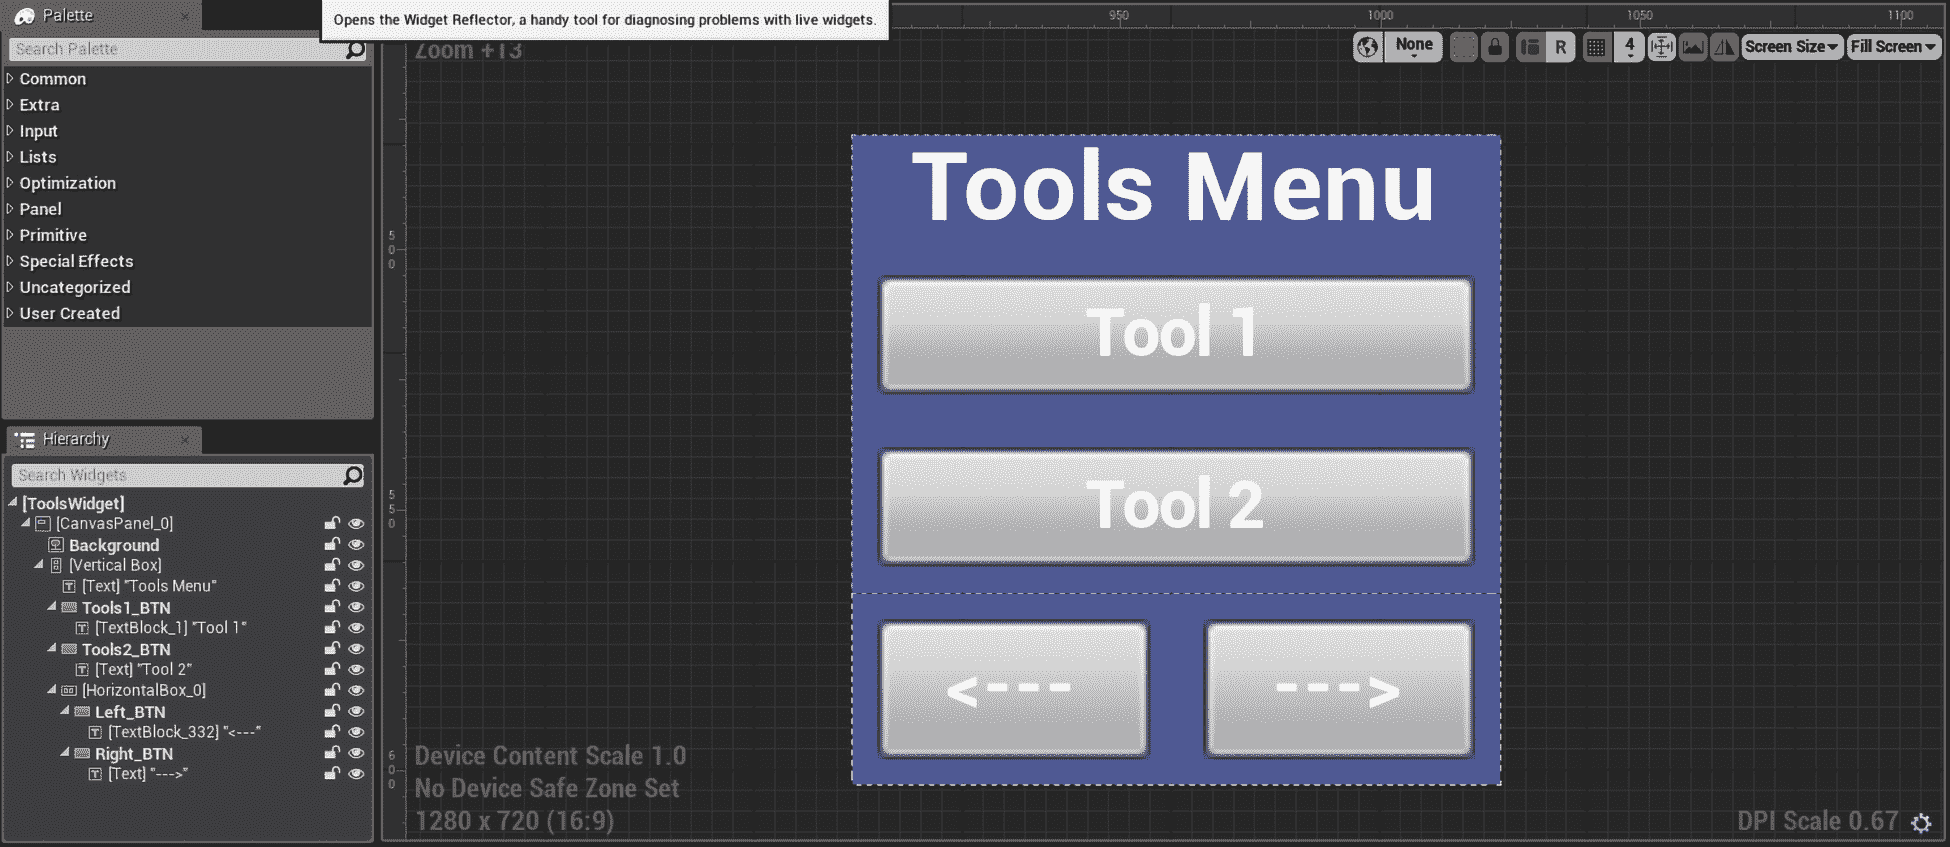 Palette
Opens the Widget Reflector, a handy tool for diagnosing problems with live widgets.
950 1000 1050 1100
Search Palette
Zoom +13
None R 4 Screen Size Fill Screen
Common
Extra
Input
Lists
Optimization
Panel
Primitive
Special Effects
Uncategorized
User Created
Hierarchy
Search Widgets
[ToolsWidget]
[CanvasPanel_0]
Background
[Vertical Box]
[Text] "Tools Menu"
Tools1_BTN
[TextBlock_1] "Tool 1"
Tools2_BTN
[Text] "Tool 2"
[HorizontalBox_0]
Left_BTN
[TextBlock_332] "<---"
Right_BTN
[Text] "--->"
500
550
600
Tools Menu
Tool 1
Tool 2
<--- --->
Device Content Scale 1.0
No Device Safe Zone Set
1280 x 720 (16:9)
DPI Scale 0.67